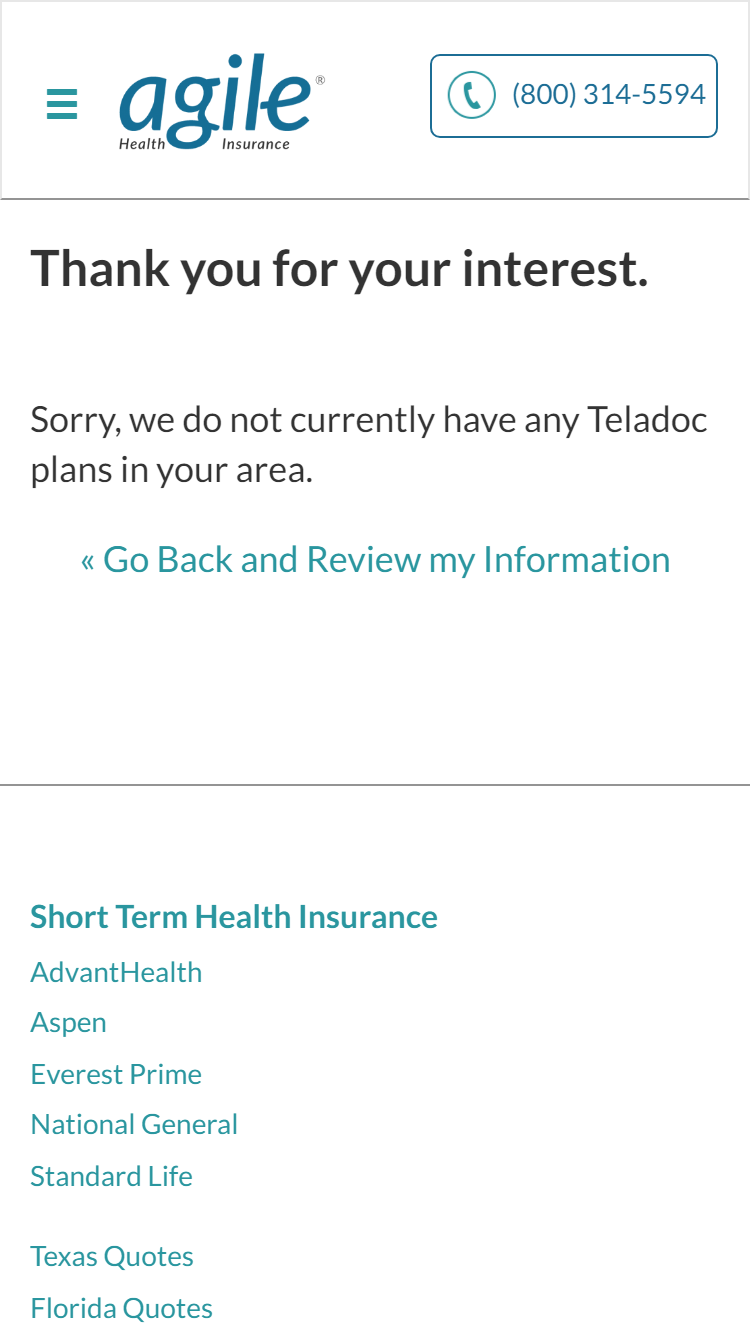 agile®
Health Insurance
(800) 314-5594
Thank you for your interest.
Sorry, we do not currently have any Teladoc
plans in your area.
« Go Back and Review my Information
Short Term Health Insurance
AdvantHealth
Aspen
Everest Prime
National General
Standard Life
Texas Quotes
Florida Quotes